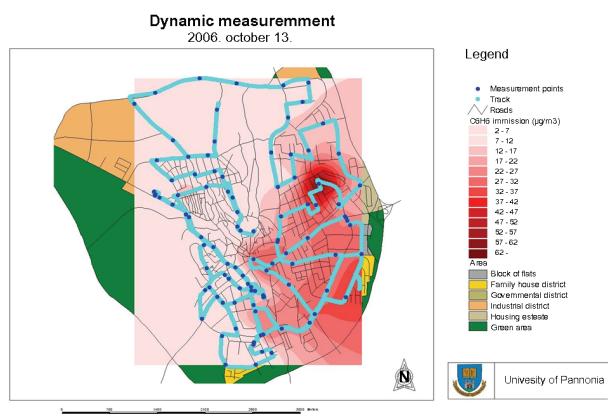 Dynamic measuremment
2006. october 13.
Legend
Measurement points
Track
Roads
C6H6 immission (µg/m3)
2 - 7
7 - 12
12 - 17
17 - 22
22 - 27
27 - 32
32 - 37
37 - 42
42 - 47
47 - 52
52 - 57
57 - 62
62 -
Area
Block of flats
Family house district
Governmental district
Industrial district
Housing esteate
Green area
N
University of Pannonia
0